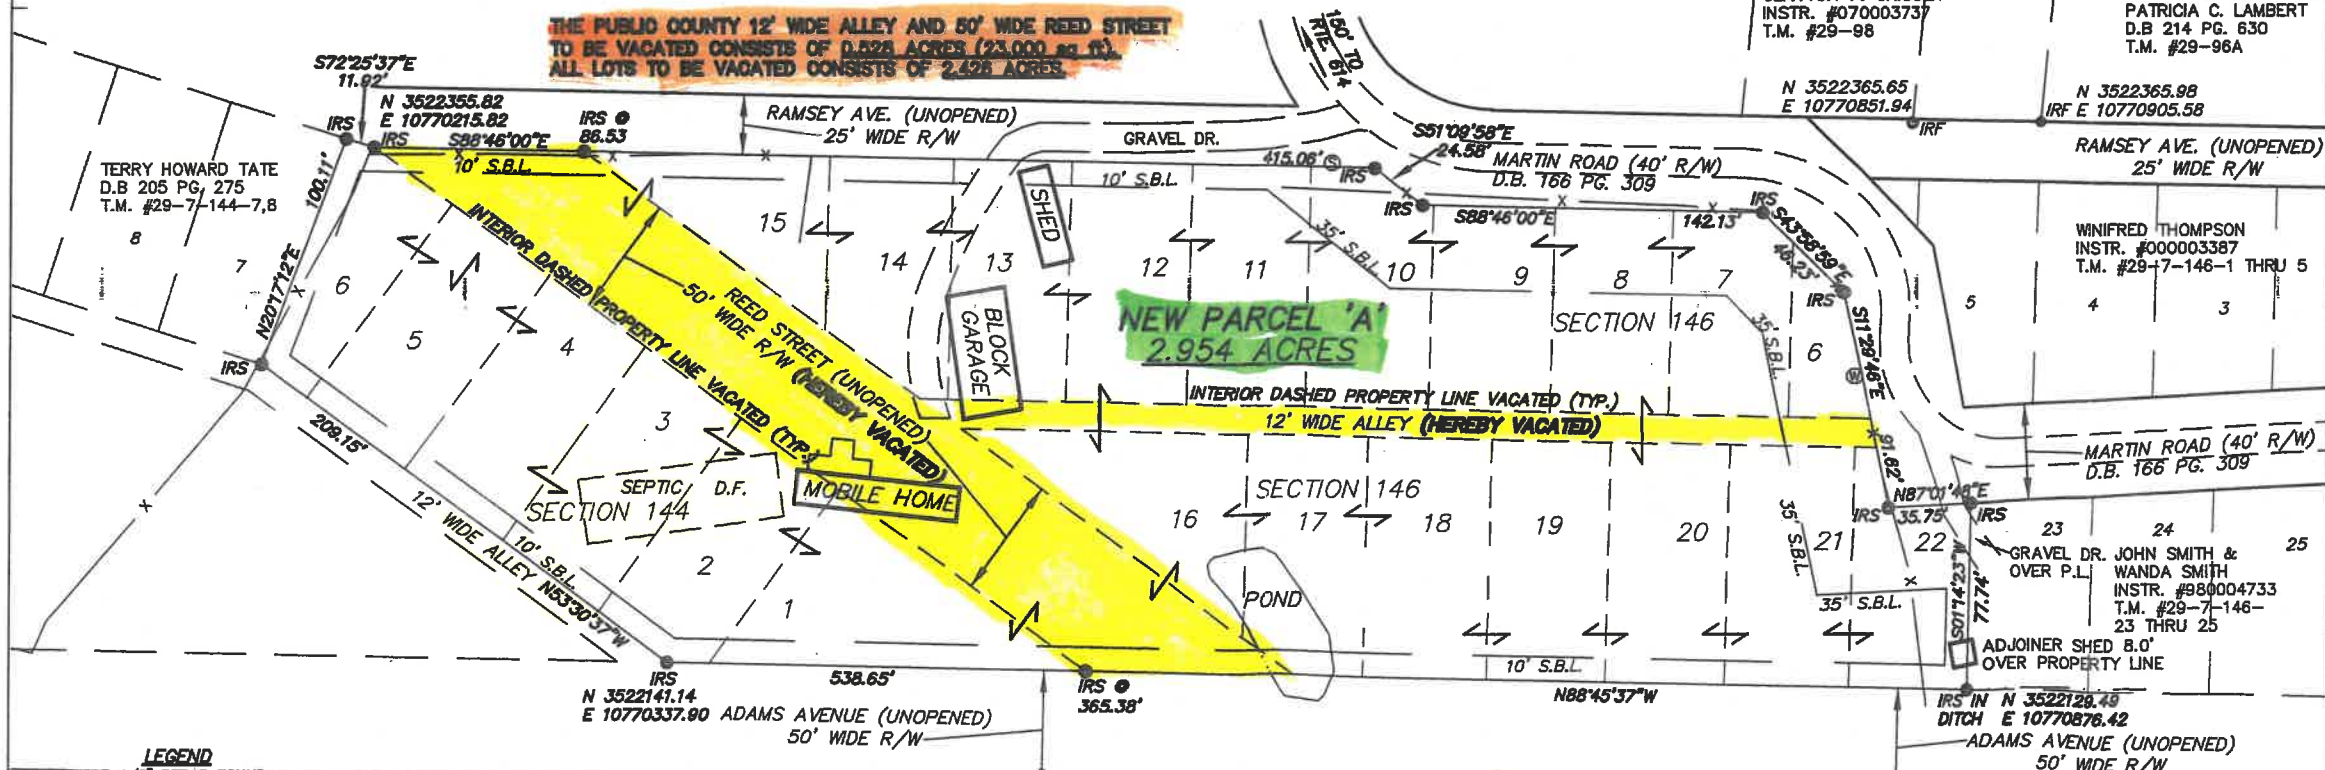 THE PUBLIC COUNTY 12' WIDE ALLEY AND 50' WIDE REED STREET
TO BE VACATED CONSISTS OF 0.528 ACRES (23,000 sq ft).
ALL LOTS TO BE VACATED CONSISTS OF 2.426 ACRES.
INSTR. #070003737
T.M. #29-98
PATRICIA C. LAMBERT
D.B 214 PG. 630
T.M. #29-96A
150' TO
RTE. 614
S72°25'37"E
11.92'
N 3522355.82
E 10770215.82
IRS
IRS
S88°46'00"E
IRS @
86.53
10' S.B.L.
RAMSEY AVE. (UNOPENED)
25' WIDE R/W
GRAVEL DR.
415.06'
S
IRS
S51°09'58"E
24.58'
MARTIN ROAD (40' R/W)
D.B. 166 PG. 309
N 3522365.65
E 10770851.94
IRF
N 3522365.98
IRF E 10770905.58
RAMSEY AVE. (UNOPENED)
25' WIDE R/W
TERRY HOWARD TATE
D.B 205 PG, 275
T.M. #29-7-144-7,8
8
7
100.11'
N20°17'12"E
IRS
6
5
4
3
2
1
INTERIOR DASHED PROPERTY LINE VACATED (TYP.)
50' REED STREET (UNOPENED)
WIDE R/W (HEREBY VACATED)
15
14
13
12
11
10
9
8
7
6
SHED
BLOCK
GARAGE
10' S.B.L.
35' S.B.L.
IRS
S88°46'00"E
142.13'
IRS
S43°58'59"E
46.23'
IRS
S11°29'46"E
91.82'
35' S.B.L.
W
NEW PARCEL 'A'
2.954 ACRES
SECTION 146
WINIFRED THOMPSON
INSTR. #000003387
T.M. #29-7-146-1 THRU 5
5
4
3
INTERIOR DASHED PROPERTY LINE VACATED (TYP.)
12' WIDE ALLEY (HEREBY VACATED)
MARTIN ROAD (40' R/W)
D.B. 166 PG. 309
209.15'
12' WIDE ALLEY N53°30'37"W
10' S.B.L.
SECTION 144
SEPTIC D.F.
MOBILE HOME
SECTION 146
16
17
18
19
20
21
22
23
24
25
35' S.B.L.
35' S.B.L.
N87°01'48"E
IRS
35.75'
IRS
S01°14'23"W
77.74'
GRAVEL DR.
OVER P.L.
JOHN SMITH &
WANDA SMITH
INSTR. #980004733
T.M. #29-7-146-
23 THRU 25
ADJOINER SHED 8.0'
OVER PROPERTY LINE
POND
10' S.B.L.
IRS
N 3522141.14
E 10770337.90
538.65'
IRS @
365.38'
N88°45'37"W
IRS IN
DITCH
N 3522129.49
E 10770876.42
ADAMS AVENUE (UNOPENED)
50' WIDE R/W
ADAMS AVENUE (UNOPENED)
50' WIDE R/W
LEGEND